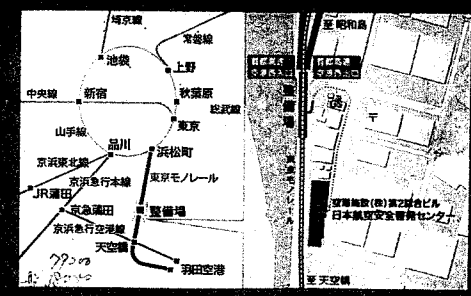 埼京線
常盤線
池袋
上野
中央線
新宿
秋葉原
総武線
東京
山手線
品川
浜松町
京浜東北線
東京モノレール
京浜急行本線
JR蒲田
京急蒲田
整備場
京浜急行空港線
天空橋
羽田空港
至 昭和島
整備場
〒
東京モノレール
空港施設(株)第2綜合ビル
日本航空安全啓発センター
至 天空橋